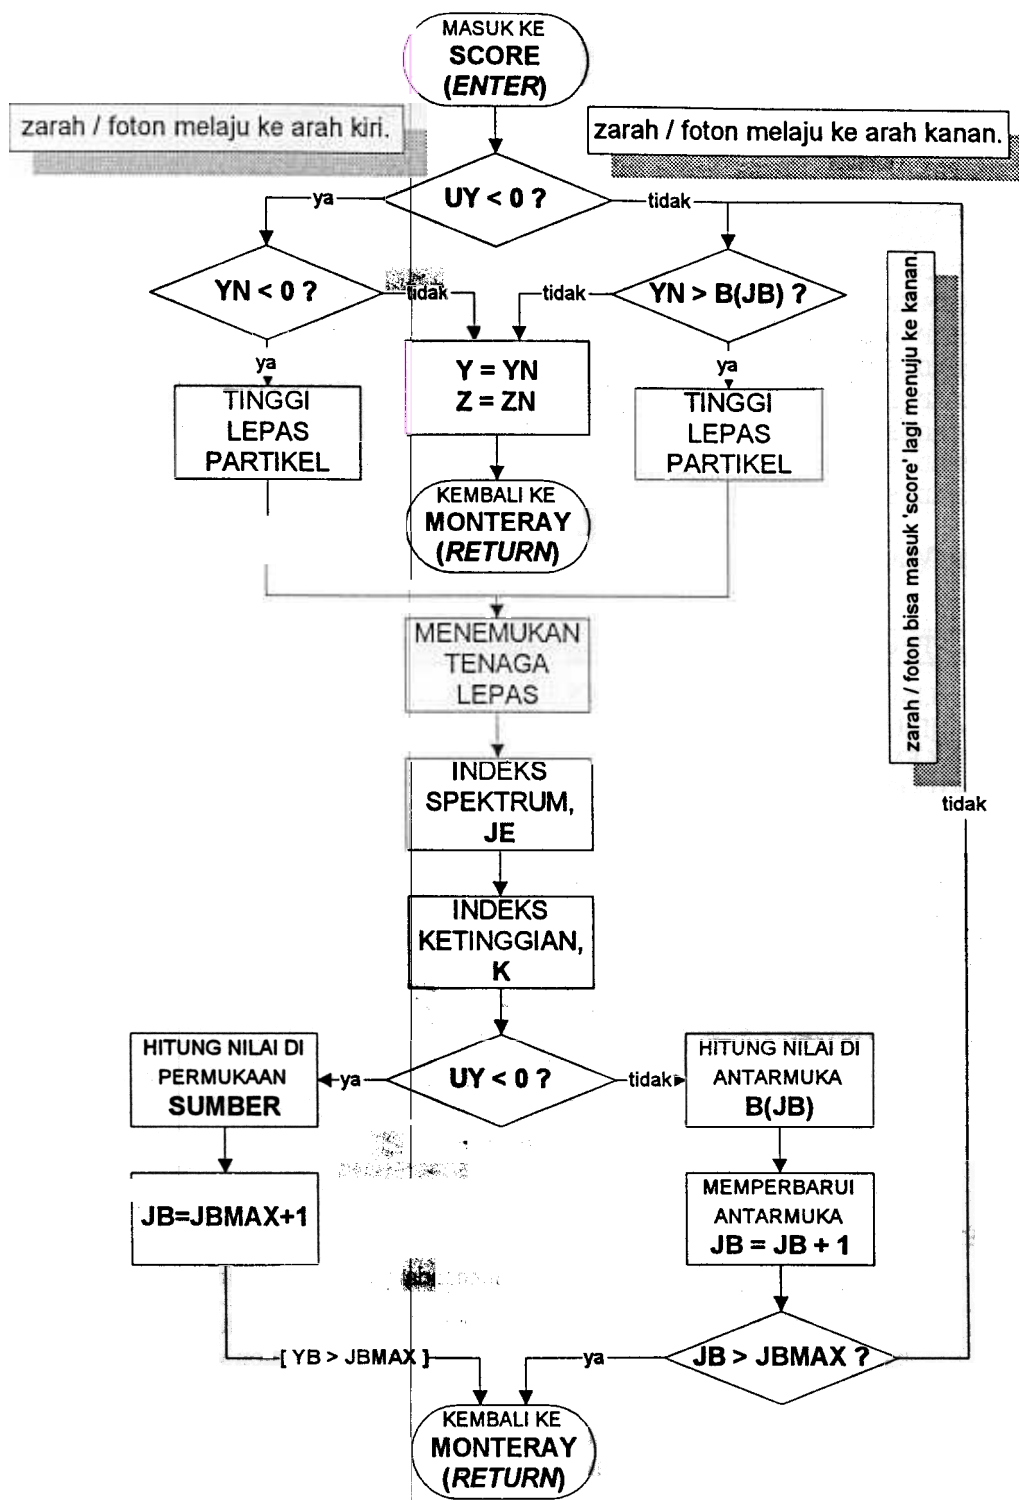 MASUK KE
SCORE
(ENTER)
zarah / foton melaju ke arah kiri.
zarah / foton melaju ke arah kanan.
UY < 0 ?
ya
tidak
YN < 0 ?
tidak
tidak
YN > B(JB) ?
ya
ya
Y = YN
Z = ZN
TINGGI
LEPAS
PARTIKEL
TINGGI
LEPAS
PARTIKEL
KEMBALI KE
MONTERAY
(RETURN)
zarah / foton bisa masuk 'score' lagi menuju ke kanan
MENEMUKAN
TENAGA
LEPAS
INDEKS
SPEKTRUM,
JE
tidak
INDEKS
KETINGGIAN,
K
UY < 0 ?
ya
tidak
HITUNG NILAI DI
PERMUKAAN
SUMBER
HITUNG NILAI DI
ANTARMUKA
B(JB)
JB=JBMAX+1
MEMPERBARUI
ANTARMUKA
JB = JB + 1
[ YB > JBMAX ]
ya
JB > JBMAX ?
KEMBALI KE
MONTERAY
(RETURN)